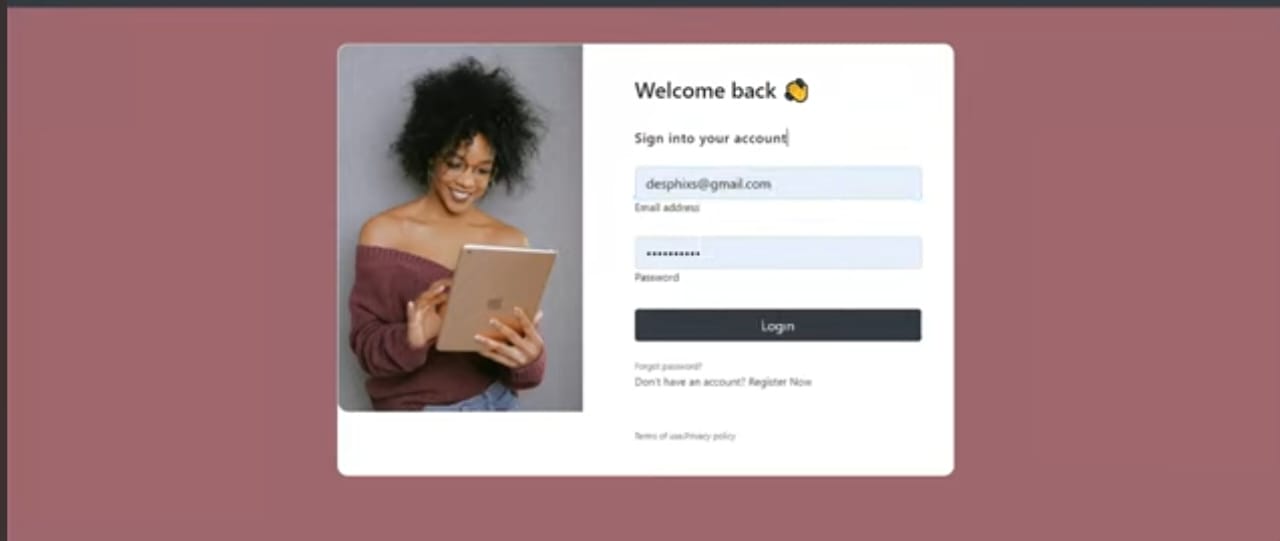 Welcome back 👋
Sign into your account
desphixs@gmail.com
Email address
••••••••••
Password
Login
Forgot password?
Don't have an account? Register Now
Terms of use.Privacy policy